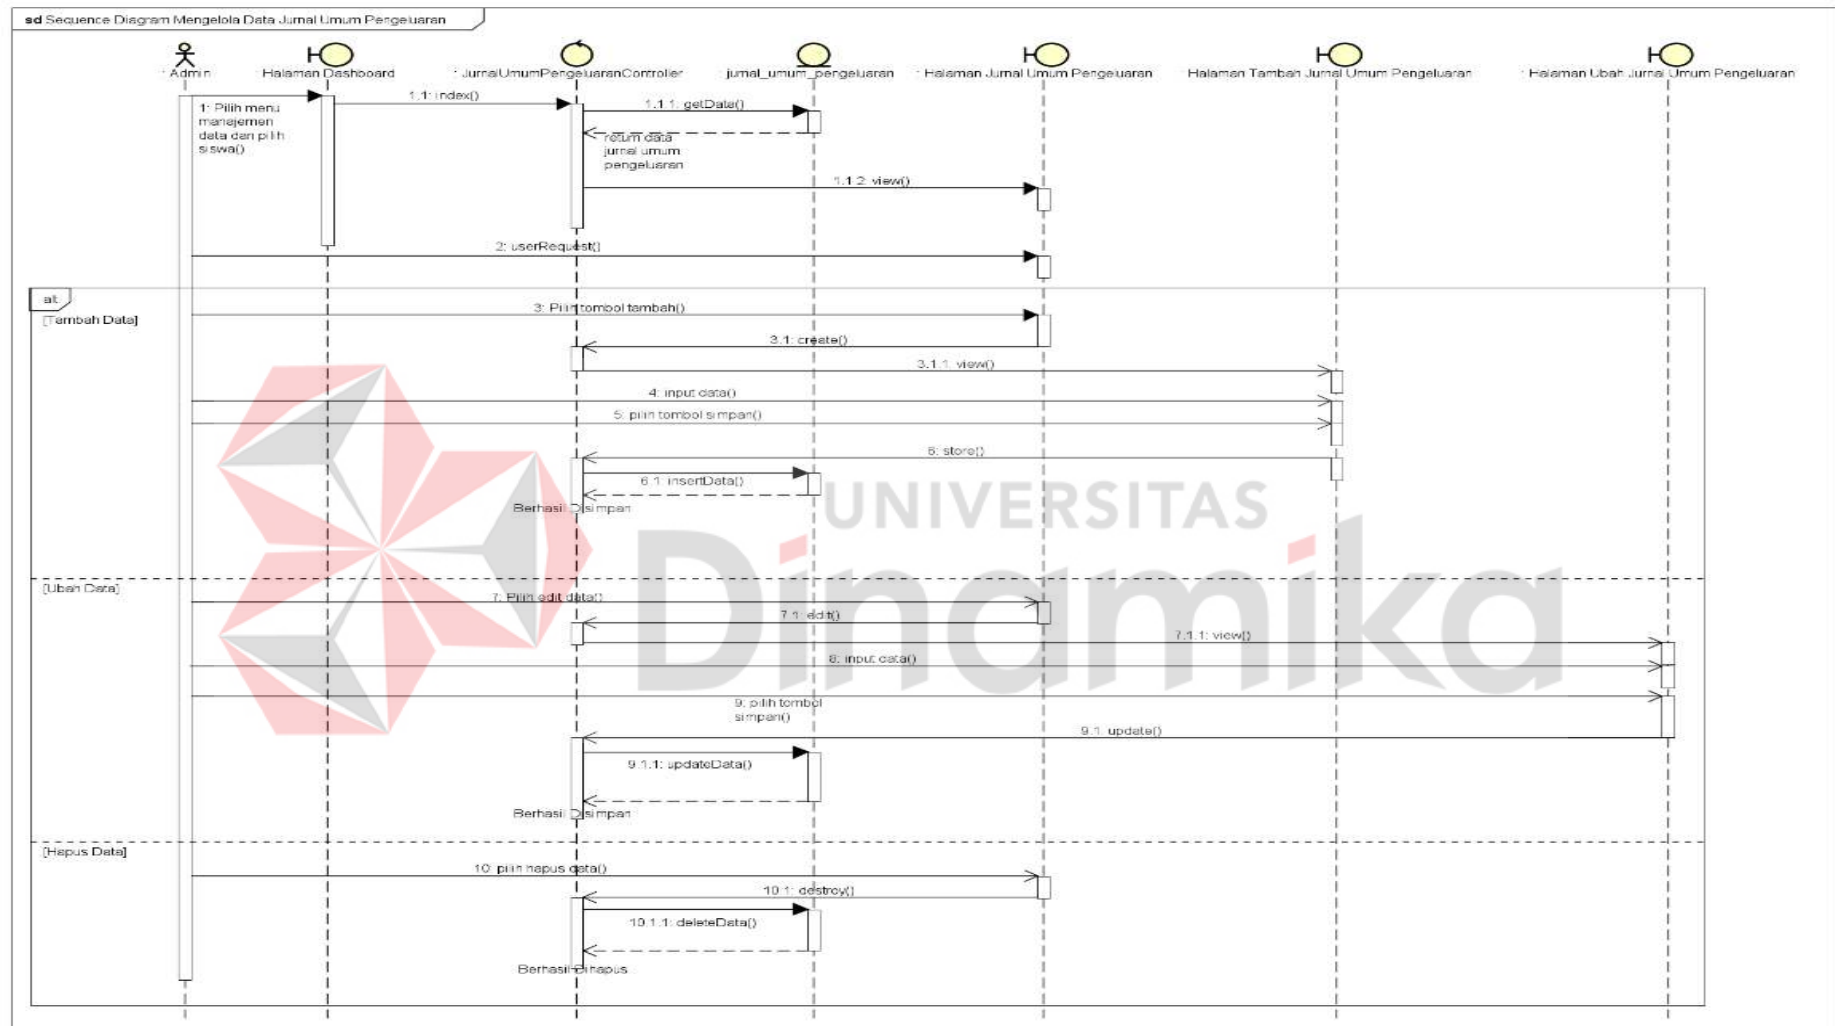 sd Sequence Diagram Mengelola Data Jurnal Umum Pengeluaran
: Admin
Halaman Dashboard
: JurnalUmumPengeluaranController
: jurnal_umum_pengeluaran
: Halaman Jurnal Umum Pengeluaran
Halaman Tambah Jurnal Umum Pengeluaran
: Halaman Ubah Jurnal Umum Pengeluaran
1: Pilih menu
manajemen
data dan pilih
siswa()
1.1: index()
1.1.1: getData()
return data
jurnal umum
pengeluaran
1.1.2: view()
2: userRequest()
alt
[Tambah Data]
3: Pilih tombol tambah()
3.1: create()
3.1.1: view()
4: input data()
5: pilih tombol simpan()
6: store()
6.1: insertData()
Berhasil Disimpan
UNIVERSITAS
Dinamika
[Ubah Data]
7: Pilih edit data()
7.1: edit()
7.1.1: view()
8: input data()
9: pilih tombol
simpan()
9.1: update()
9.1.1: updateData()
Berhasil Disimpan
[Hapus Data]
10: pilih hapus data()
10.1: destroy()
10.1.1: deleteData()
Berhasil Dihapus